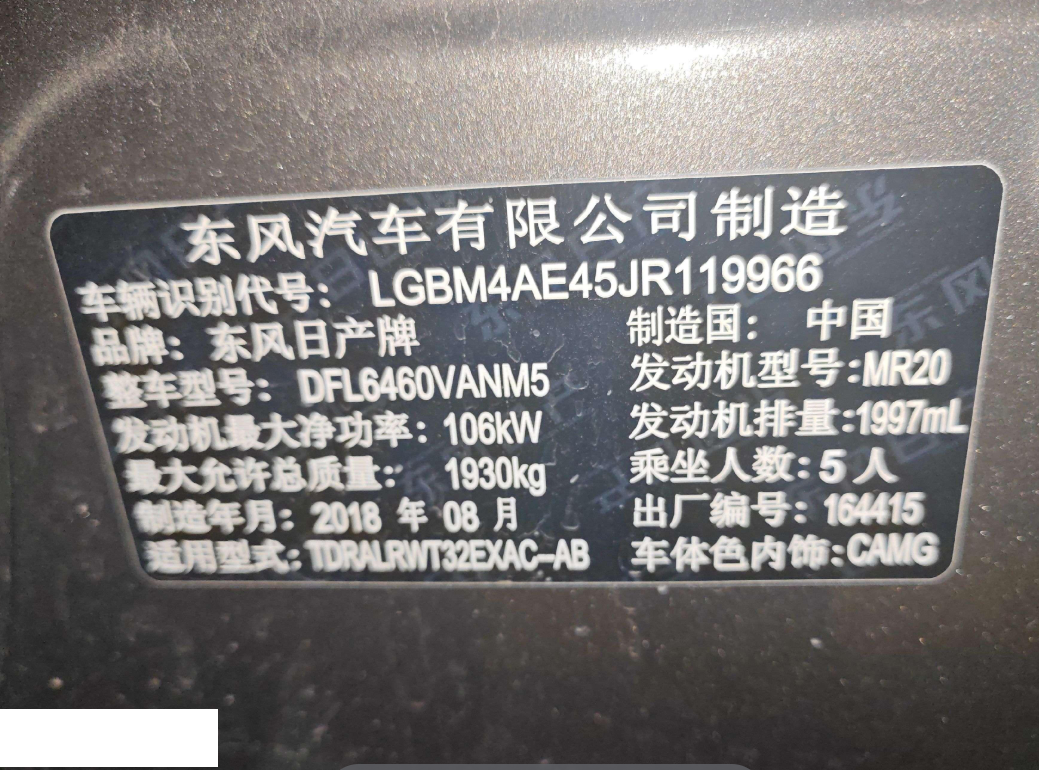 东风汽车有限公司制造
车辆识别代号: LGBM4AE45JR119966
品牌: 东风日产牌 制造国: 中国
整车型号: DFL6460VANM5 发动机型号:MR20
发动机最大净功率: 106kW 发动机排量:1997mL
最大允许总质量: 1930kg 乘坐人数:5人
制造年月: 2018 年 08 月 出厂编号: 164415
适用型式:TDRALRWT32EXAC-AB 车体色内饰:CAMG